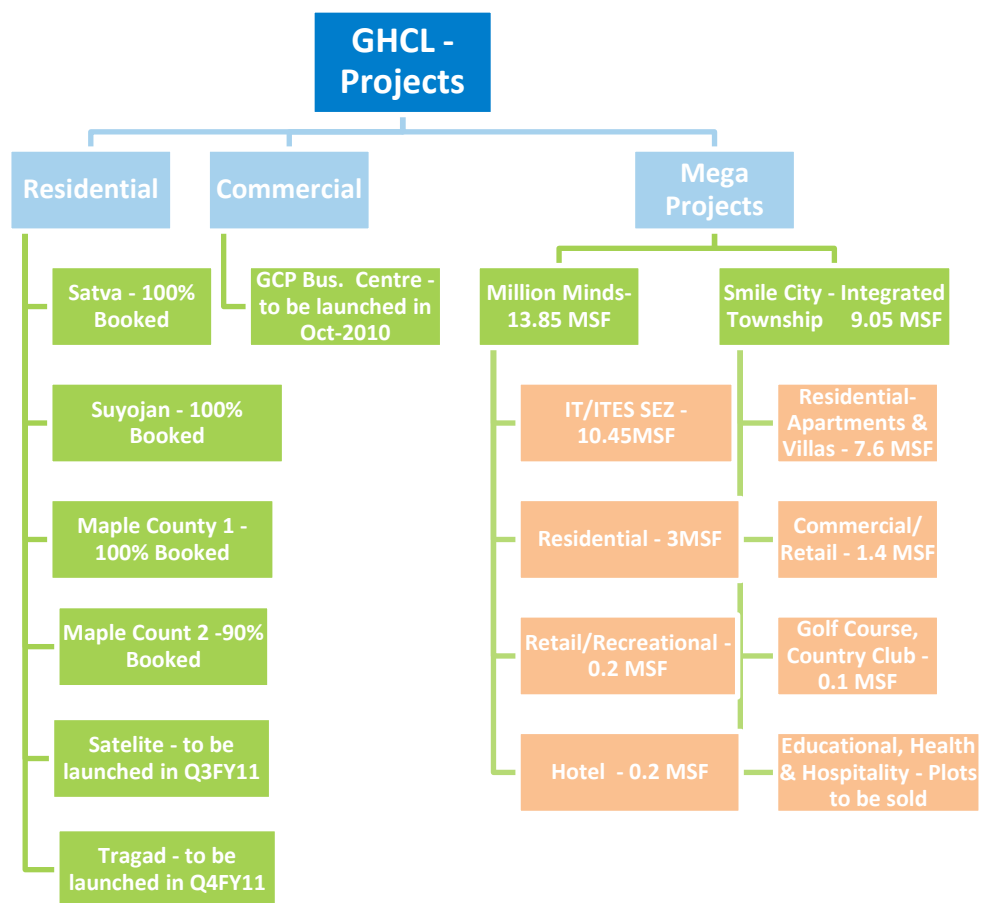 GHCL -
Projects
Residential
Commercial
Mega
Projects
Satva - 100%
Booked
Suyojan - 100%
Booked
Maple County 1 -
100% Booked
Maple Count 2 -90%
Booked
Satelite - to be
launched in Q3FY11
Tragad - to be
launched in Q4FY11
GCP Bus. Centre -
to be launched in
Oct-2010
Million Minds-
13.85 MSF
IT/ITES SEZ -
10.45MSF
Residential - 3MSF
Retail/Recreational -
0.2 MSF
Hotel - 0.2 MSF
Smile City - Integrated
Township 9.05 MSF
Residential-
Apartments &
Villas - 7.6 MSF
Commercial/
Retail - 1.4 MSF
Golf Course,
Country Club -
0.1 MSF
Educational, Health
& Hospitality - Plots
to be sold